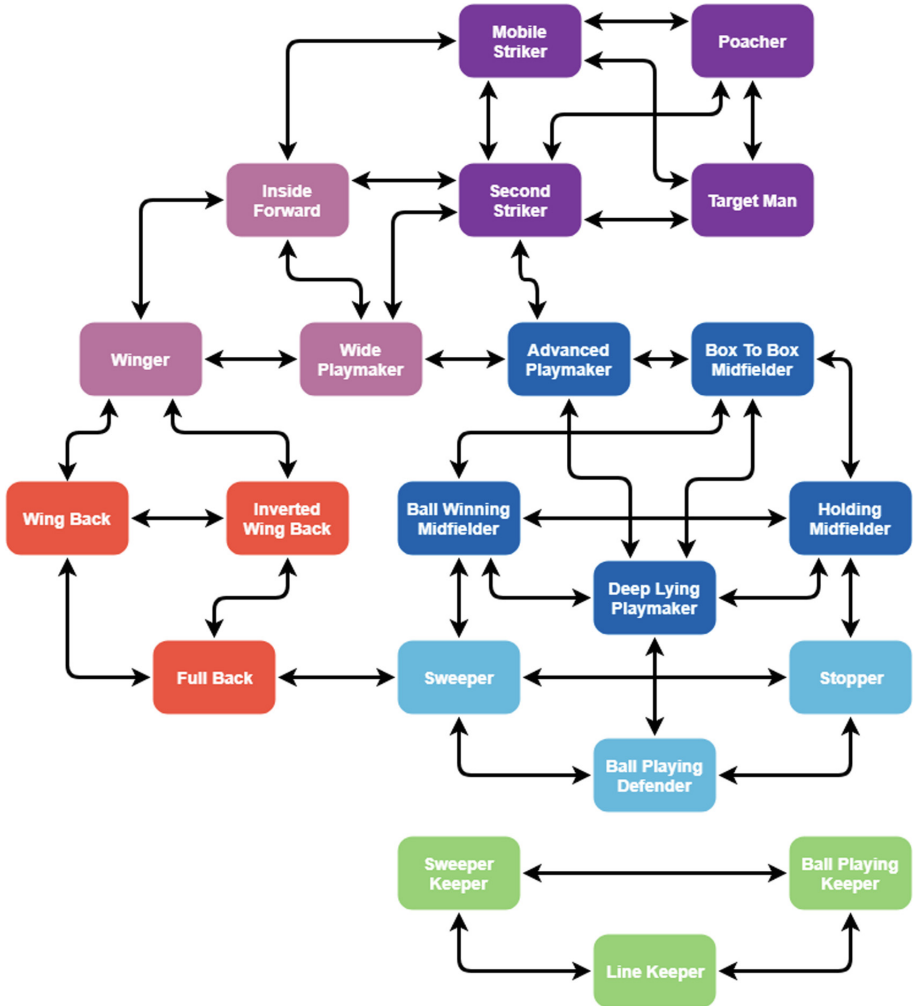 Mobile
Striker
Poacher
Inside
Forward
Second
Striker
Target Man
Winger
Wide
Playmaker
Advanced
Playmaker
Box To Box
Midfielder
Wing Back
Inverted
Wing Back
Ball Winning
Midfielder
Holding
Midfielder
Deep Lying
Playmaker
Full Back
Sweeper
Stopper
Ball Playing
Defender
Sweeper
Keeper
Ball Playing
Keeper
Line Keeper